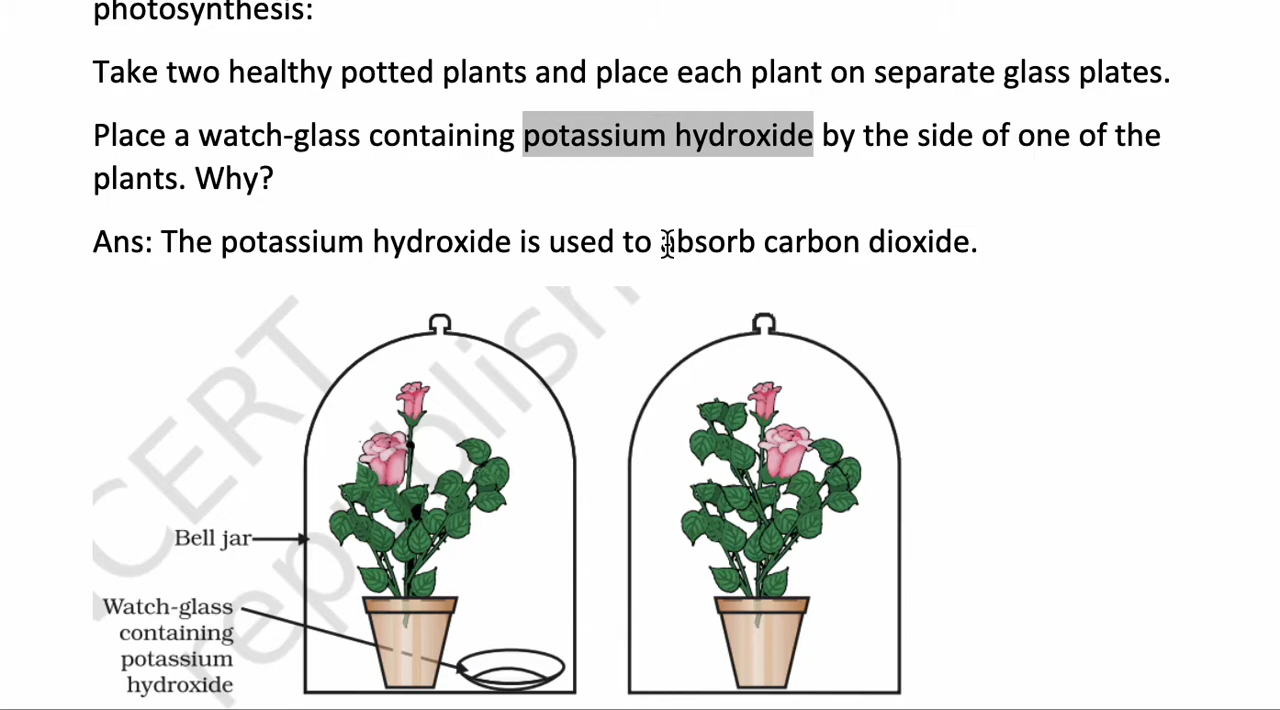 photosynthesis:
Take two healthy potted plants and place each plant on separate glass plates.
Place a watch-glass containing potassium hydroxide by the side of one of the
plants. Why?
Ans: The potassium hydroxide is used to absorb carbon dioxide.
CERT
republish
Bell jar
Watch-glass
containing
potassium
hydroxide